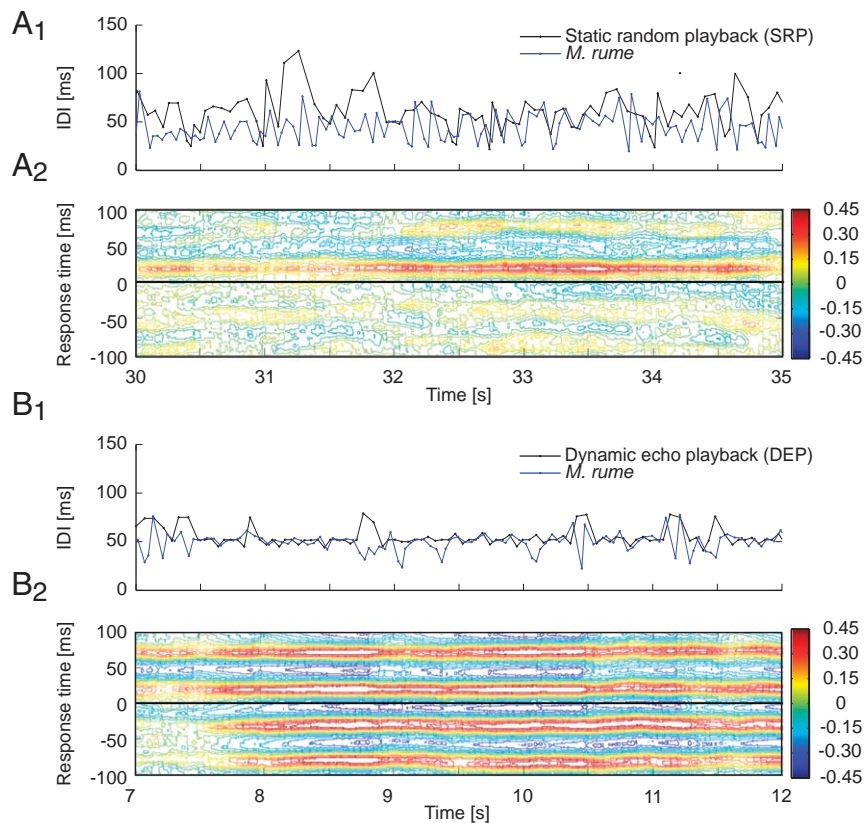 A1
150
100
50
0
IDI [ms]
Static random playback (SRP)
M. rume
A2
100
50
0
-50
-100
Response time [ms]
30 31 32 33 34 35
Time [s]
0.45
0.30
0.15
0
-0.15
-0.30
-0.45
B1
150
100
50
0
IDI [ms]
Dynamic echo playback (DEP)
M. rume
B2
100
50
0
-50
-100
Response time [ms]
7 8 9 10 11 12
Time [s]
0.45
0.30
0.15
0
-0.15
-0.30
-0.45